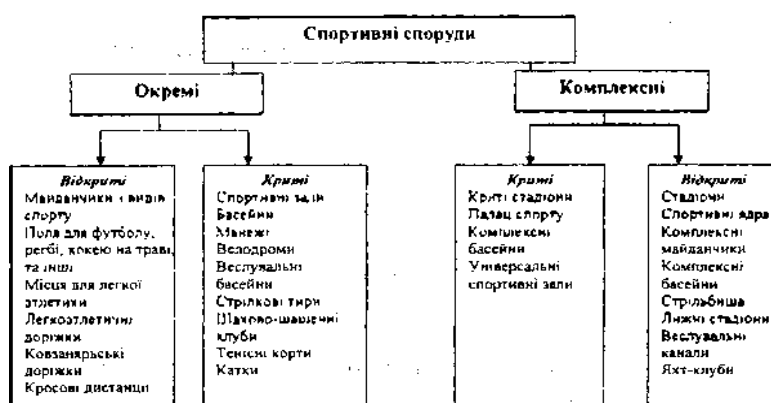 Спортивні споруди
Окремі
Комплексні
Відкриті
Майданчики з видів
спорту
Поля для футболу,
регбі, хокею на траві
та інші
Місця для легкої
атлетики
Легкоатлетичні
доріжки
Ковзанярські
доріжки
Кросові дистанції
Криті
Спортивні зали
Басейни
Манежі
Велодроми
Веслувальні
басейни
Стрілкові тири
Шахово-шашечні
клуби
Тенісні корти
Катки
Криті
Криті стадіони
Палац спорту
Комплексні
басейни
Універсальні
спортивні зали
Відкриті
Стадіони
Спортивні ядра
Комплексні
майданчики
Комплексні
басейни
Стрільбища
Лижні стадіони
Веслувальні
канали
Яхт-клуби